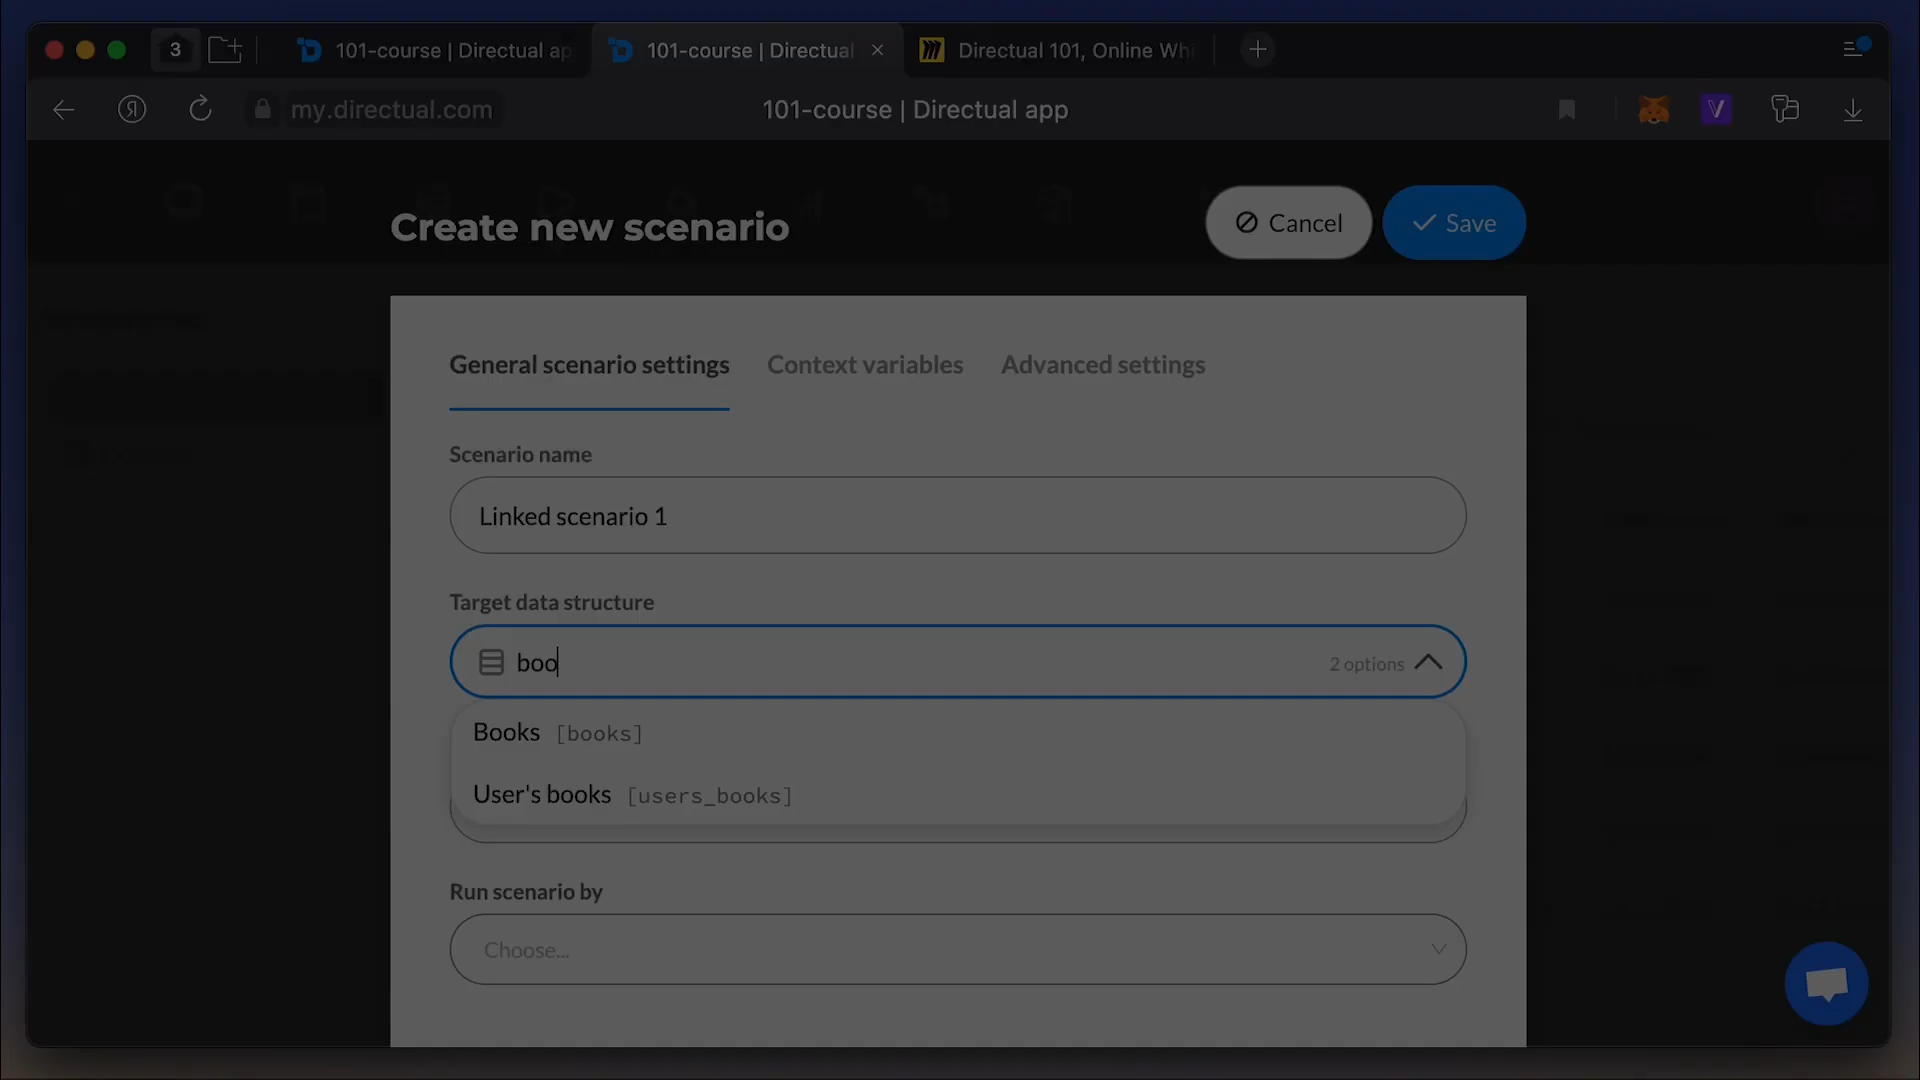 3
101-course | Directual ap
101-course | Directual
Directual 101, Online Whi
my.directual.com
101-course | Directual app
Create new scenario
Cancel
Save
General scenario settings
Context variables
Advanced settings
Scenario name
Linked scenario 1
Target data structure
boo
2 options
Books [books]
User's books [users_books]
Run scenario by
Choose...